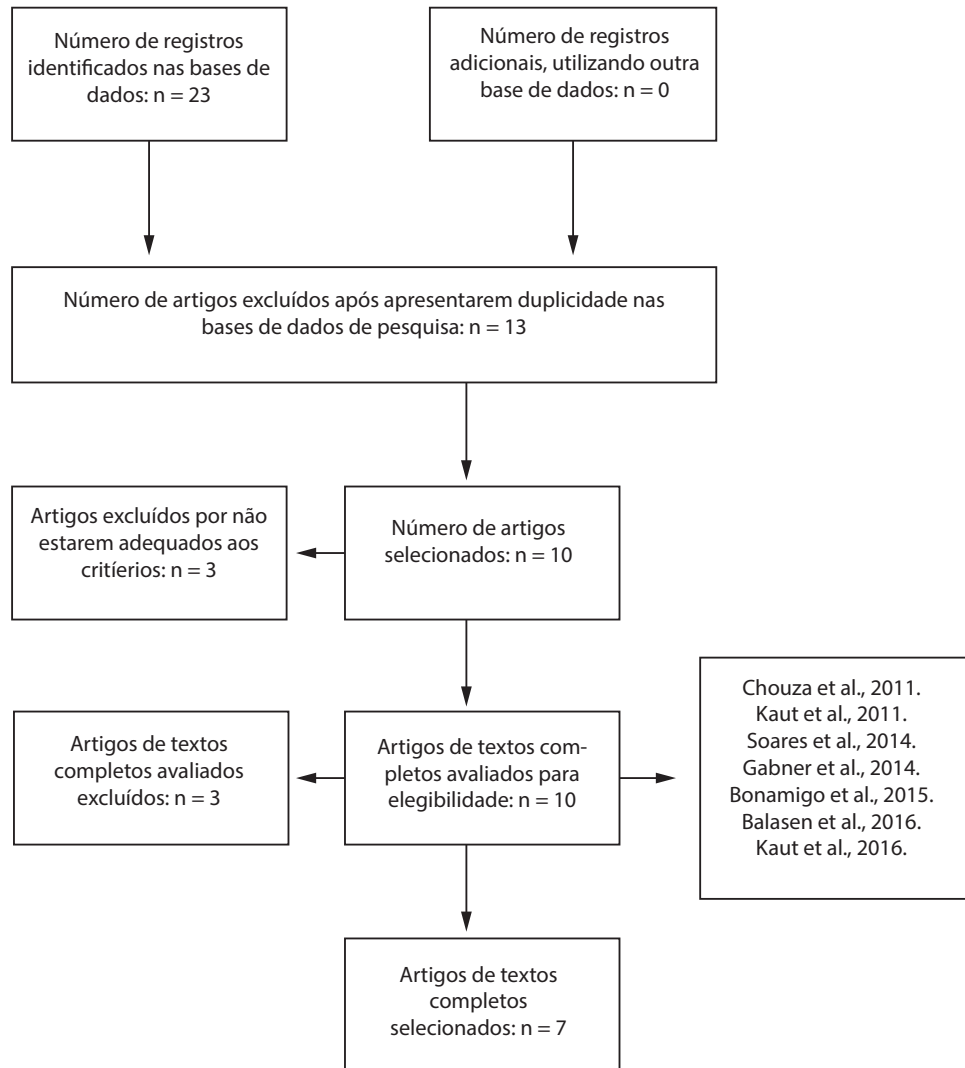 Número de registros
identificados nas bases de
dados: n = 23
Número de registros
adicionais, utilizando outra
base de dados: n = 0
Número de artigos excluídos após apresentarem duplicidade nas
bases de dados de pesquisa: n = 13
Artigos excluídos por não
estarem adequados aos
critíerios: n = 3
Número de artigos
selecionados: n = 10
Artigos de textos
completos avaliados
excluídos: n = 3
Artigos de textos com-
pletos avaliados para
elegibilidade: n = 10
Chouza et al., 2011.
Kaut et al., 2011.
Soares et al., 2014.
Gabner et al., 2014.
Bonamigo et al., 2015.
Balasen et al., 2016.
Kaut et al., 2016.
Artigos de textos
completos
selecionados: n = 7